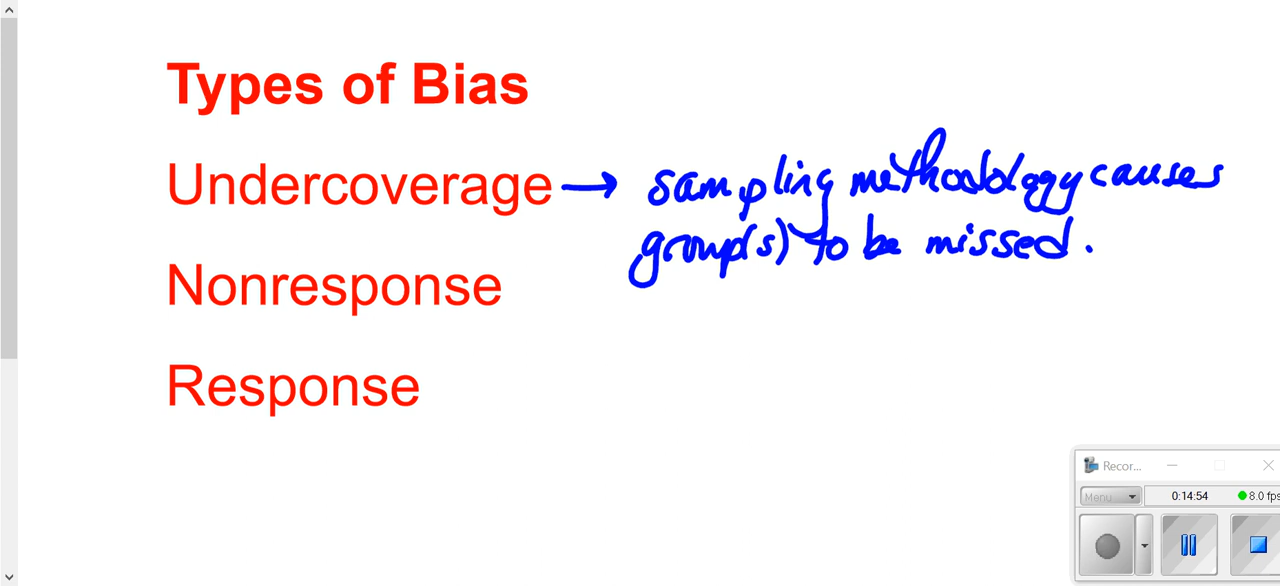 Types of Bias
Undercoverage → sampling methodology causes
group(s) to be missed.
Nonresponse
Response
Recor...
Menu
0:14:54
8.0 fps